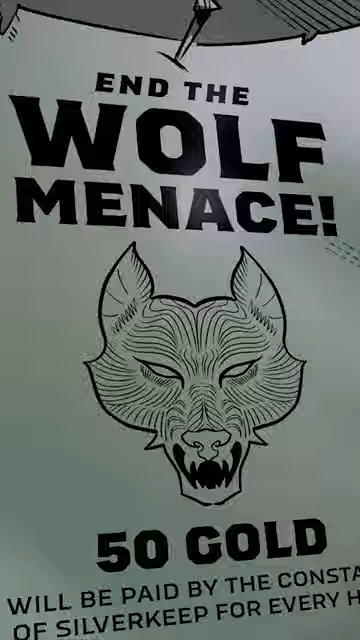 END THE
WOLF
MENACE!
50 GOLD
WILL BE PAID BY THE
OF SILVERKEEP FOR EVERY